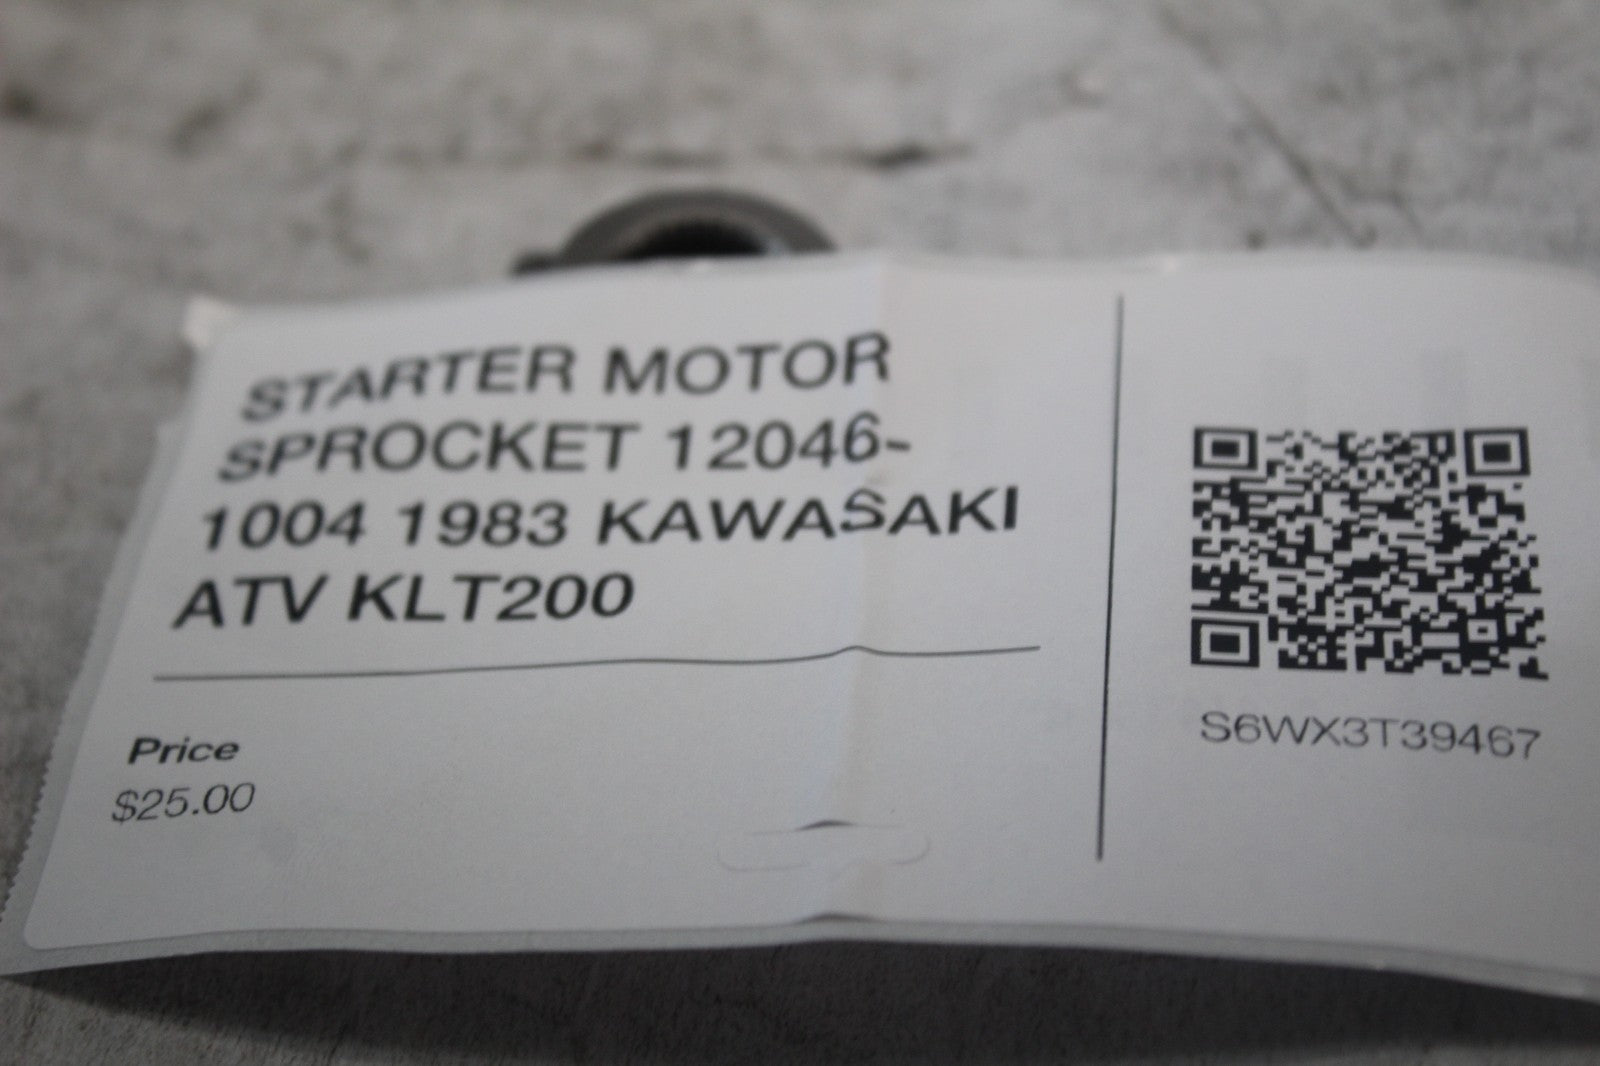 STARTER MOTOR
SPROCKET 12046-
1004 1983 KAWASAKI
ATV KLT200
Price
$25.00
S6WX3T39467